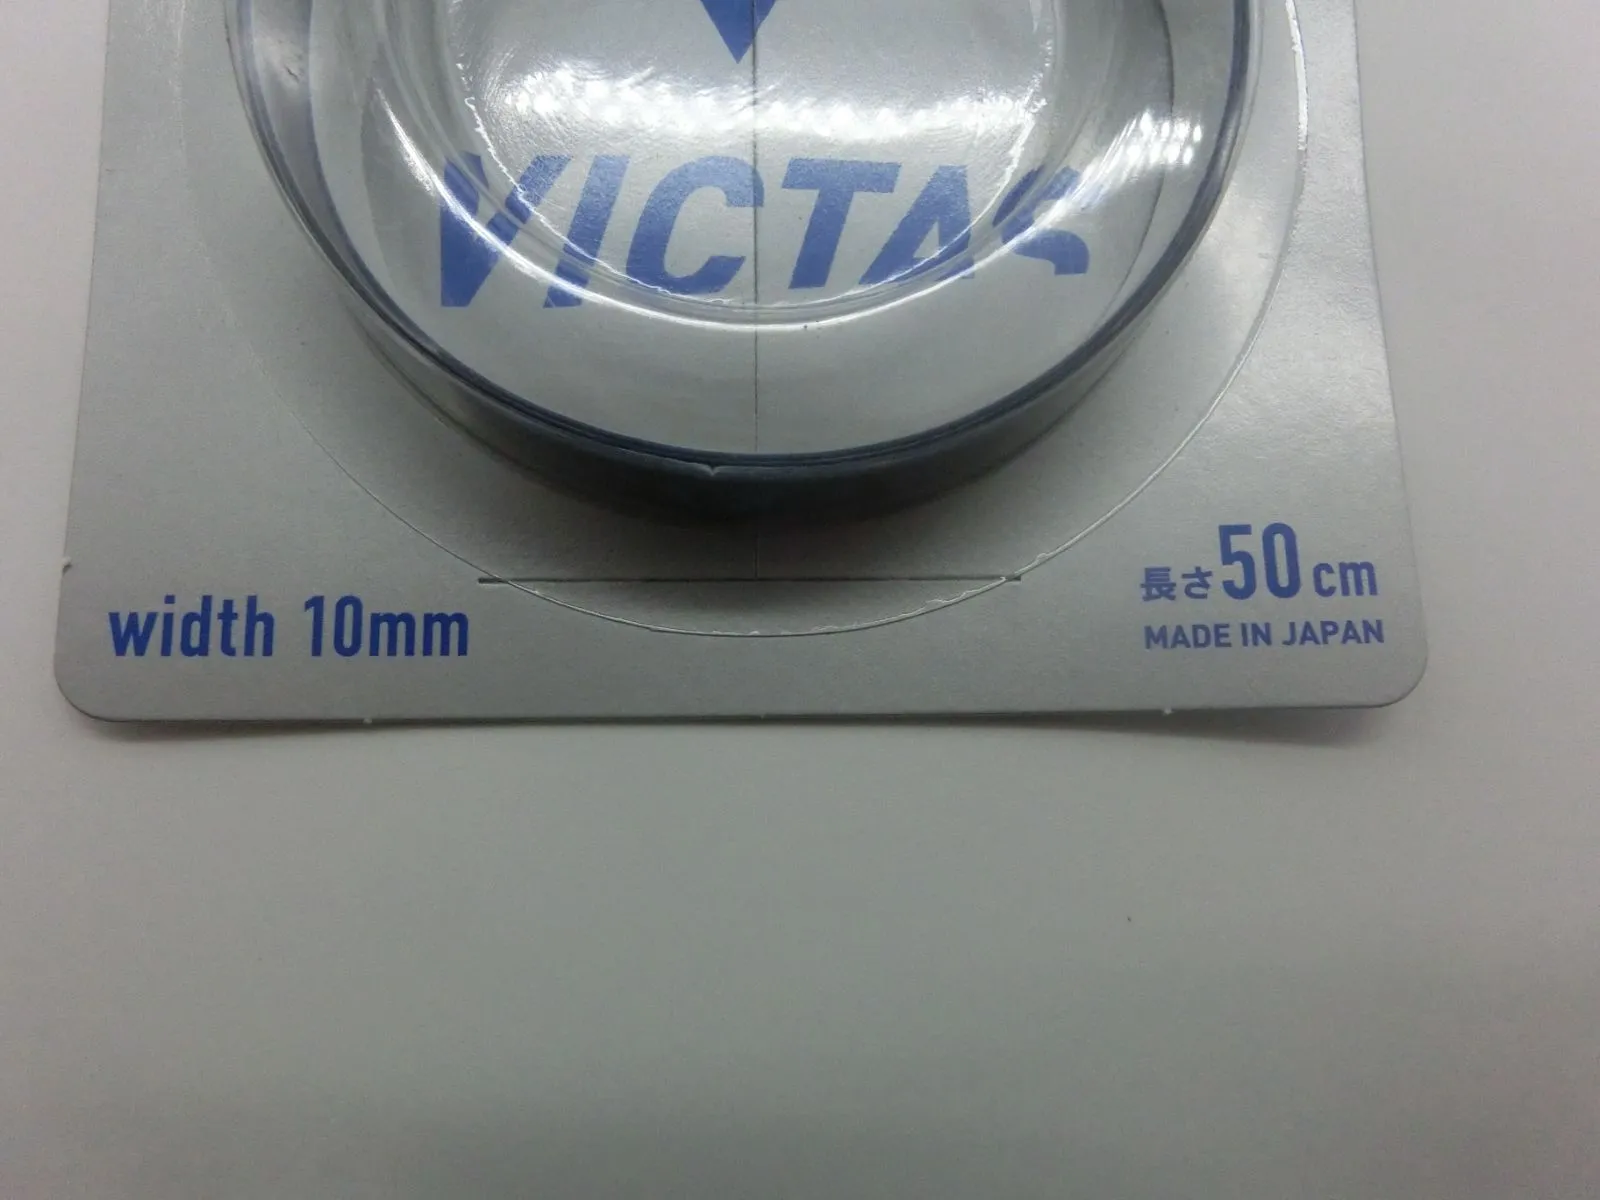 VICTAS
width 10mm
長さ50cm
MADE IN JAPAN